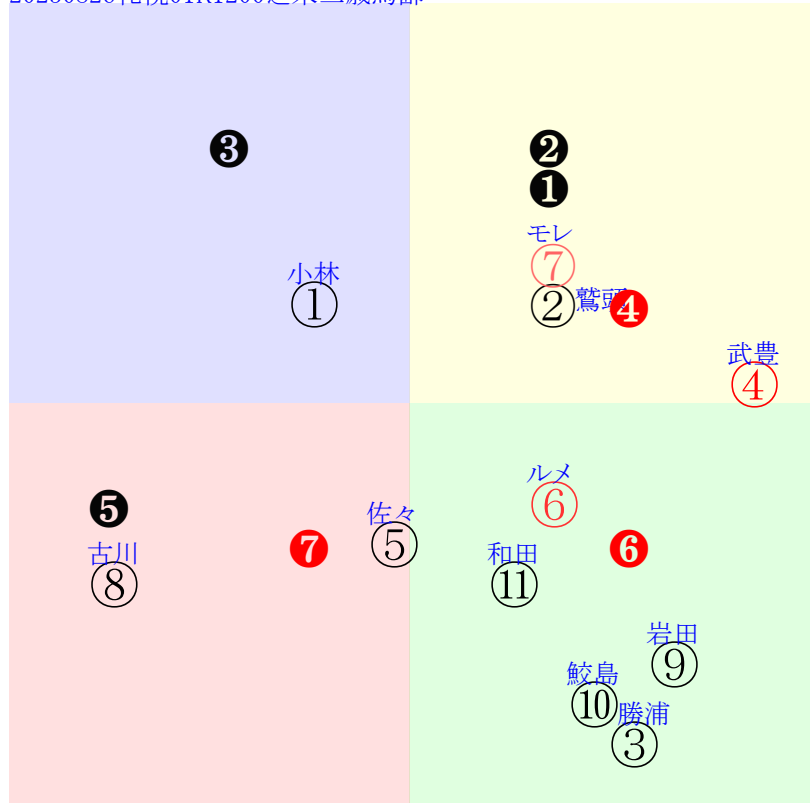 ❸
❷
❶
モレ
⑦
小林
①
②鷲頭
❹
武豊
④
❺
古川
⑧
❼
佐々
⑤
ルメ
⑥
和田
⑪
❻
岩田
⑨
鮫島
⑩
勝浦
③